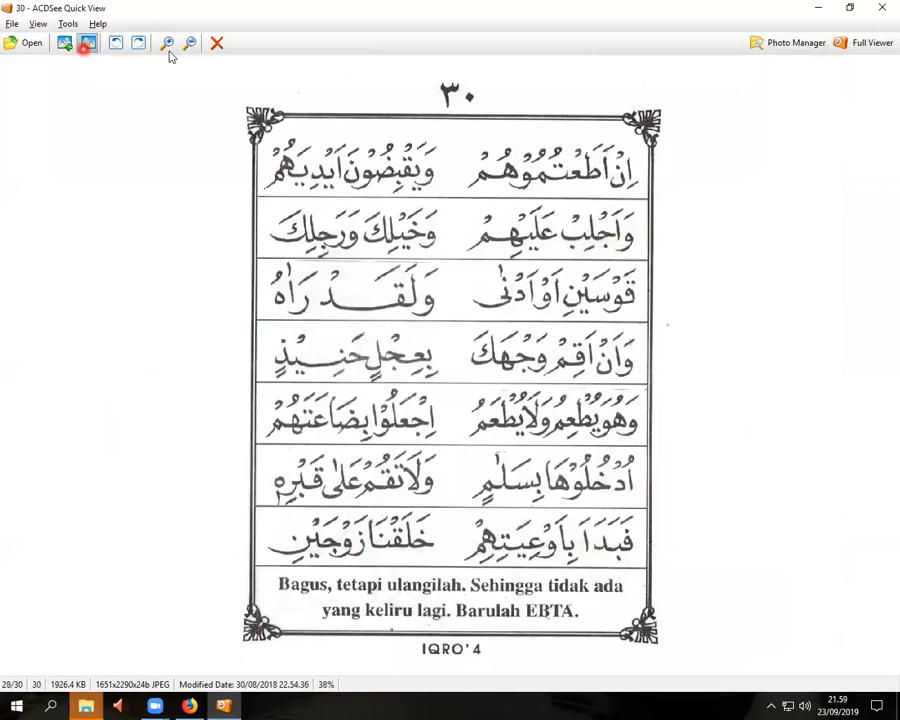 30 - ACDSee Quick View
File View Tools Help
Open
Photo Manager Full Viewer
٣٠
اِنْ اَطَعْتُمُوْهُمْ وَيَقْبِضُوْنَ اَيْدِيَهُمْ
وَاَجْلِبْ عَلَيْهِمْ وَخَيْلِكَ وَرَجِلِكَ
قَوْسَيْنِ اَوْ اَدْنٰى وَلَقَدْ رَاٰهُ
وَاَنْ اَقِمْ وَجْهَكَ بِعِجْلٍ حَنِيْذٍ
وَهُوَ يُطْعِمُ وَلَا يُطْعَمُ اِجْعَلُوْا بِضَاعَتَهُمْ
اُدْخُلُوْهَا بِسَلٰمٍ وَلَا تَقُمْ عَلٰى قَبْرِهٖ
فَبَدَاَ بِاَوْعِيَتِهِمْ خَلَقْنَا زَوْجَيْنِ
Bagus, tetapi ulangilah. Sehingga tidak ada
yang keliru lagi. Barulah EBTA.
IQRO'4
28/30 30 1926.4 KB 1651x2290x24b JPEG Modified Date: 30/08/2018 22.54.36 38%
21.59
23/09/2019